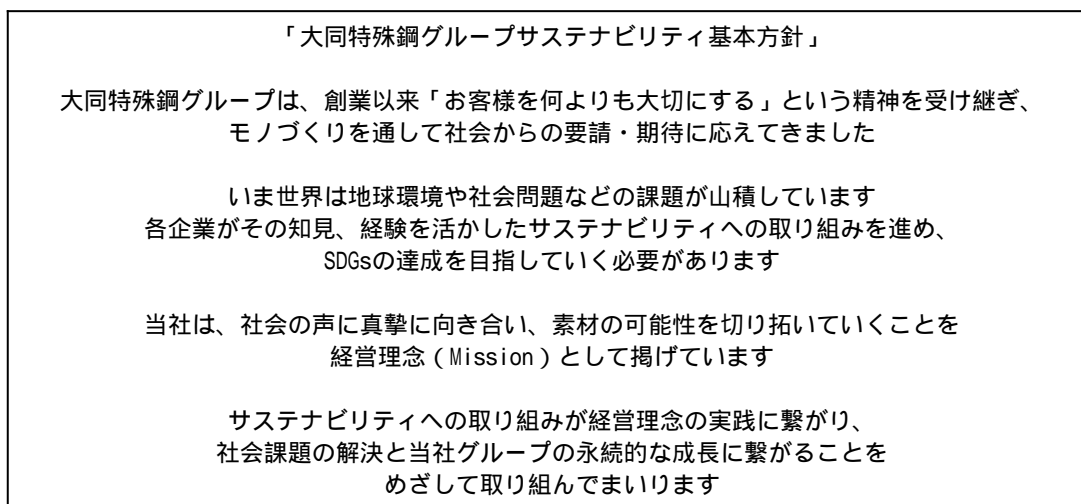 「大同特殊鋼グループサステナビリティ基本方針」
大同特殊鋼グループは、創業以来「お客様を何よりも大切にする」という精神を受け継ぎ、
モノづくりを通して社会からの要請・期待に応えてきました
いま世界は地球環境や社会問題などの課題が山積しています
各企業がその知見、経験を活かしたサステナビリティへの取り組みを進め、
SDGsの達成を目指していく必要があります
当社は、社会の声に真摯に向き合い、素材の可能性を切り拓いていくことを
経営理念（Mission）として掲げています
サステナビリティへの取り組みが経営理念の実践に繋がり、
社会課題の解決と当社グループの永続的な成長に繋がることを
めざして取り組んでまいります